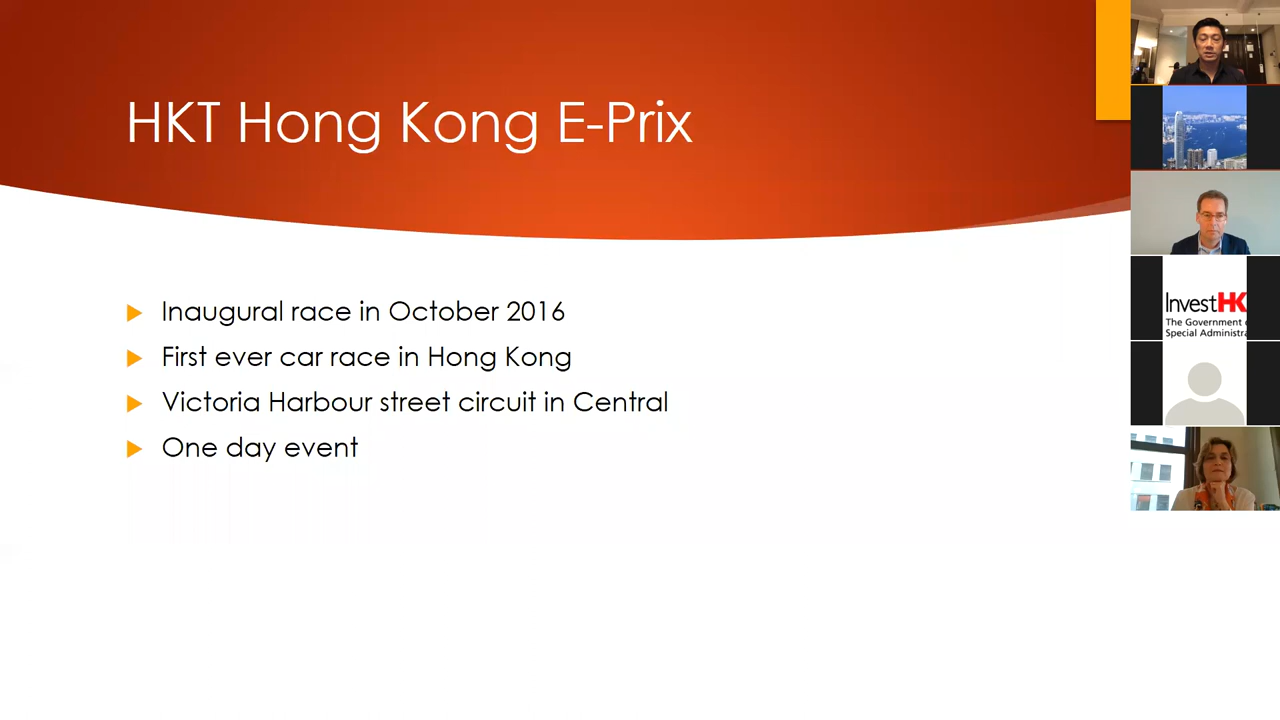 HKT Hong Kong E-Prix
Inaugural race in October 2016
First ever car race in Hong Kong
Victoria Harbour street circuit in Central
One day event
InvestHK
The Government
Special Administra